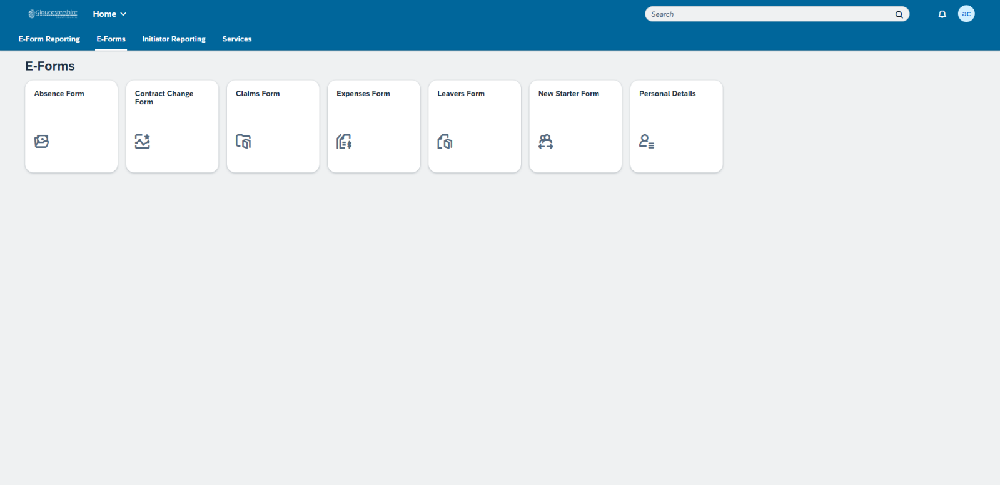 Gloucestershire
Home
Search
ac
E-Form Reporting
E-Forms
Initiator Reporting
Services
E-Forms
Absence Form
Contract Change
Form
Claims Form
Expenses Form
Leavers Form
New Starter Form
Personal Details